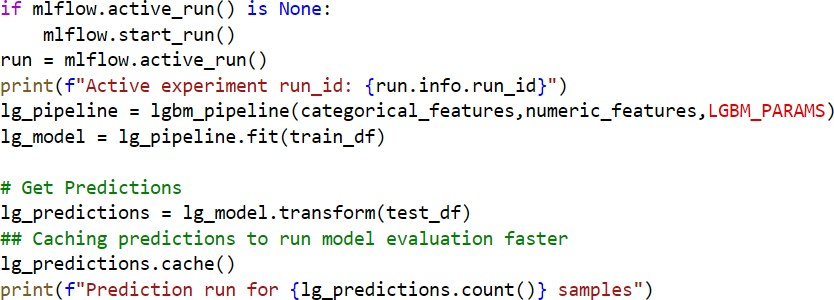 if mlflow.active_run() is None:
    mlflow.start_run()
run = mlflow.active_run()
print(f"Active experiment run_id: {run.info.run_id}")
lg_pipeline = lgbm_pipeline(categorical_features,numeric_features,LGBM_PARAMS)
lg_model = lg_pipeline.fit(train_df)

# Get Predictions
lg_predictions = lg_model.transform(test_df)
## Caching predictions to run model evaluation faster
lg_predictions.cache()
print(f"Prediction run for {lg_predictions.count()} samples")